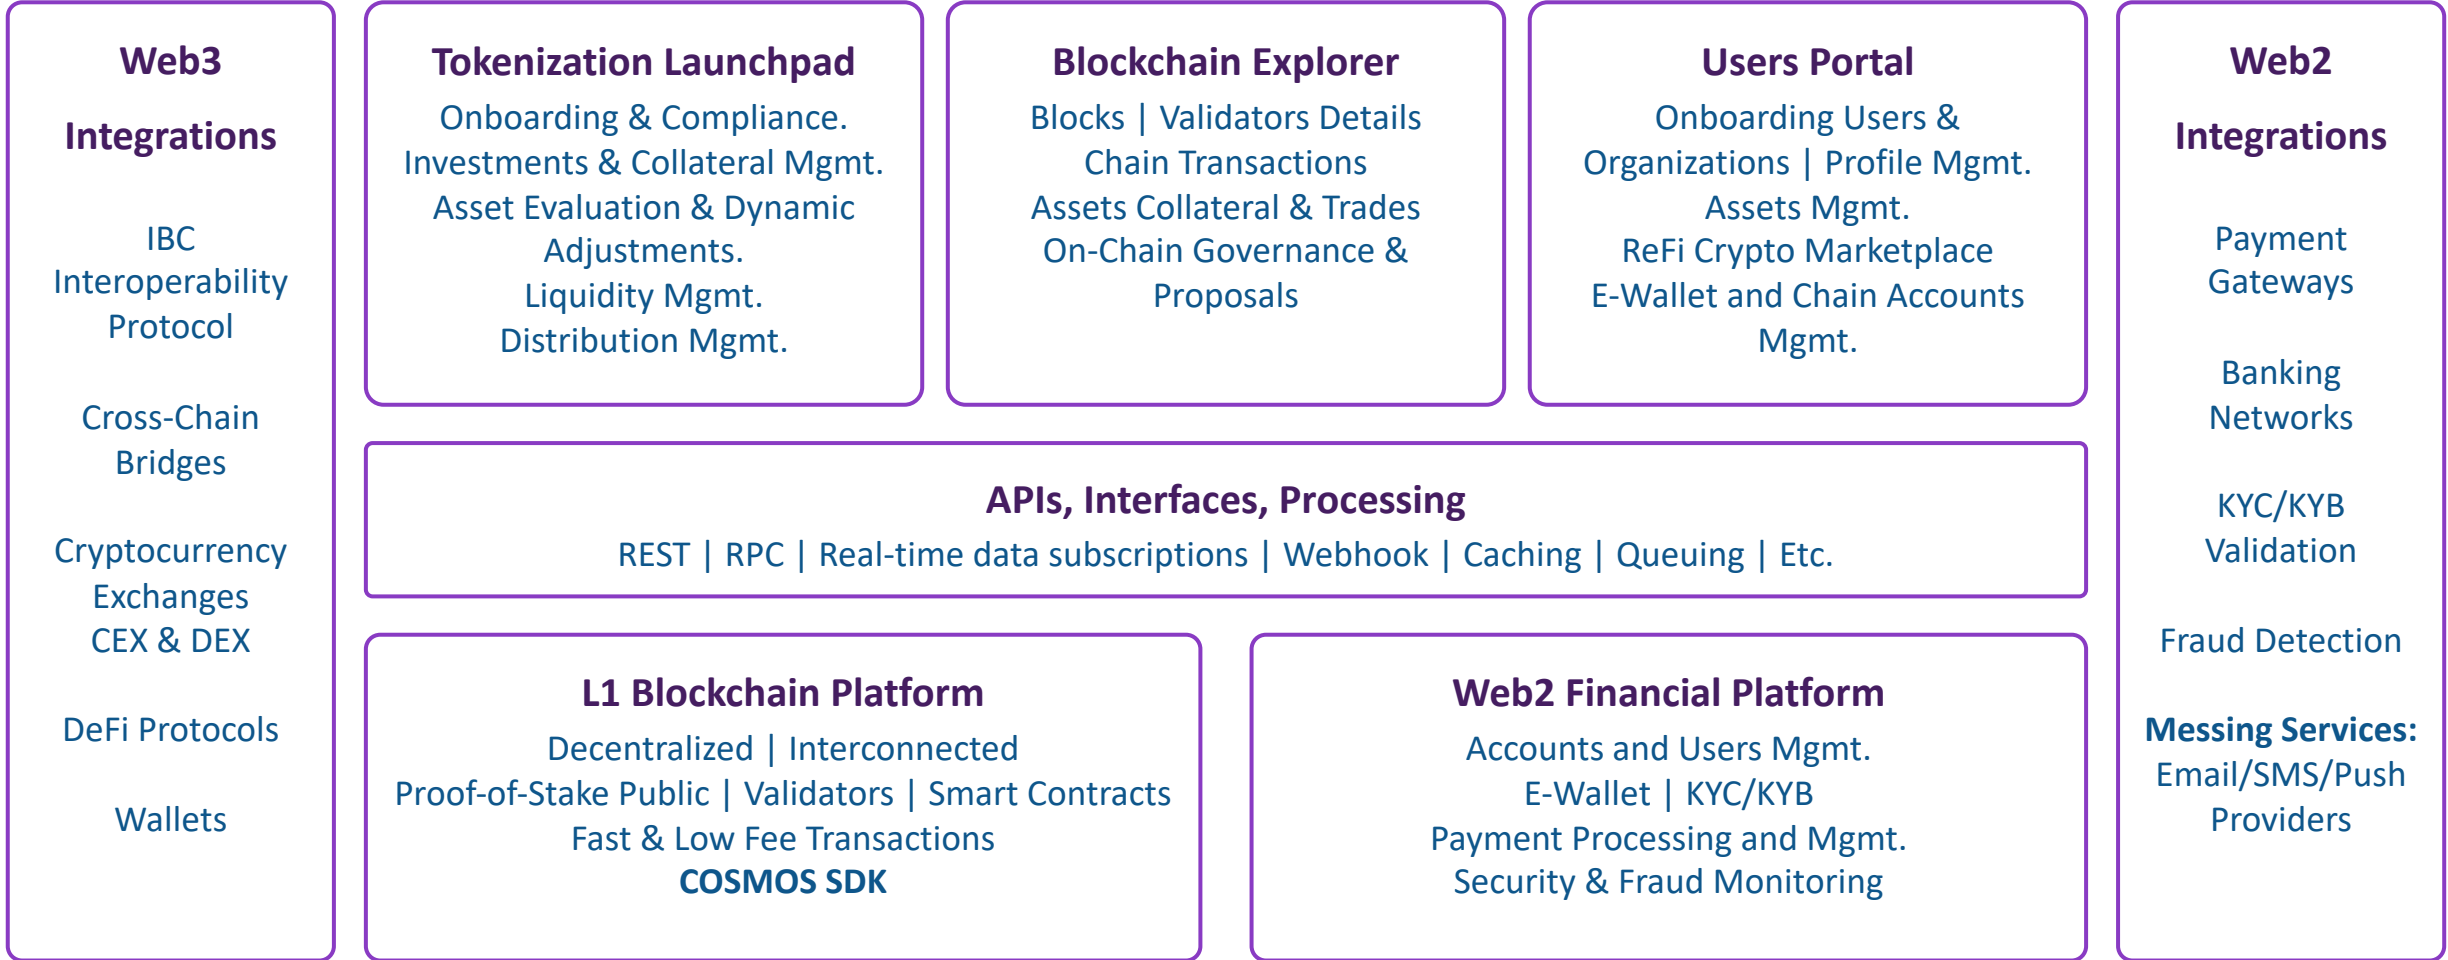 Web3
Integrations
IBC
Interoperability
Protocol
Cross-Chain
Bridges
Cryptocurrency
Exchanges
CEX & DEX
DeFi Protocols
Wallets
Tokenization Launchpad
Onboarding & Compliance.
Investments & Collateral Mgmt.
Asset Evaluation & Dynamic
Adjustments.
Liquidity Mgmt.
Distribution Mgmt.
Blockchain Explorer
Blocks | Validators Details
Chain Transactions
Assets Collateral & Trades
On-Chain Governance &
Proposals
Users Portal
Onboarding Users &
Organizations | Profile Mgmt.
Assets Mgmt.
ReFi Crypto Marketplace
E-Wallet and Chain Accounts
Mgmt.
APIs, Interfaces, Processing
REST | RPC | Real-time data subscriptions | Webhook | Caching | Queuing | Etc.
L1 Blockchain Platform
Decentralized | Interconnected
Proof-of-Stake Public | Validators | Smart Contracts
Fast & Low Fee Transactions
COSMOS SDK
Web2 Financial Platform
Accounts and Users Mgmt.
E-Wallet | KYC/KYB
Payment Processing and Mgmt.
Security & Fraud Monitoring
Web2
Integrations
Payment
Gateways
Banking
Networks
KYC/KYB
Validation
Fraud Detection
Messing Services:
Email/SMS/Push
Providers